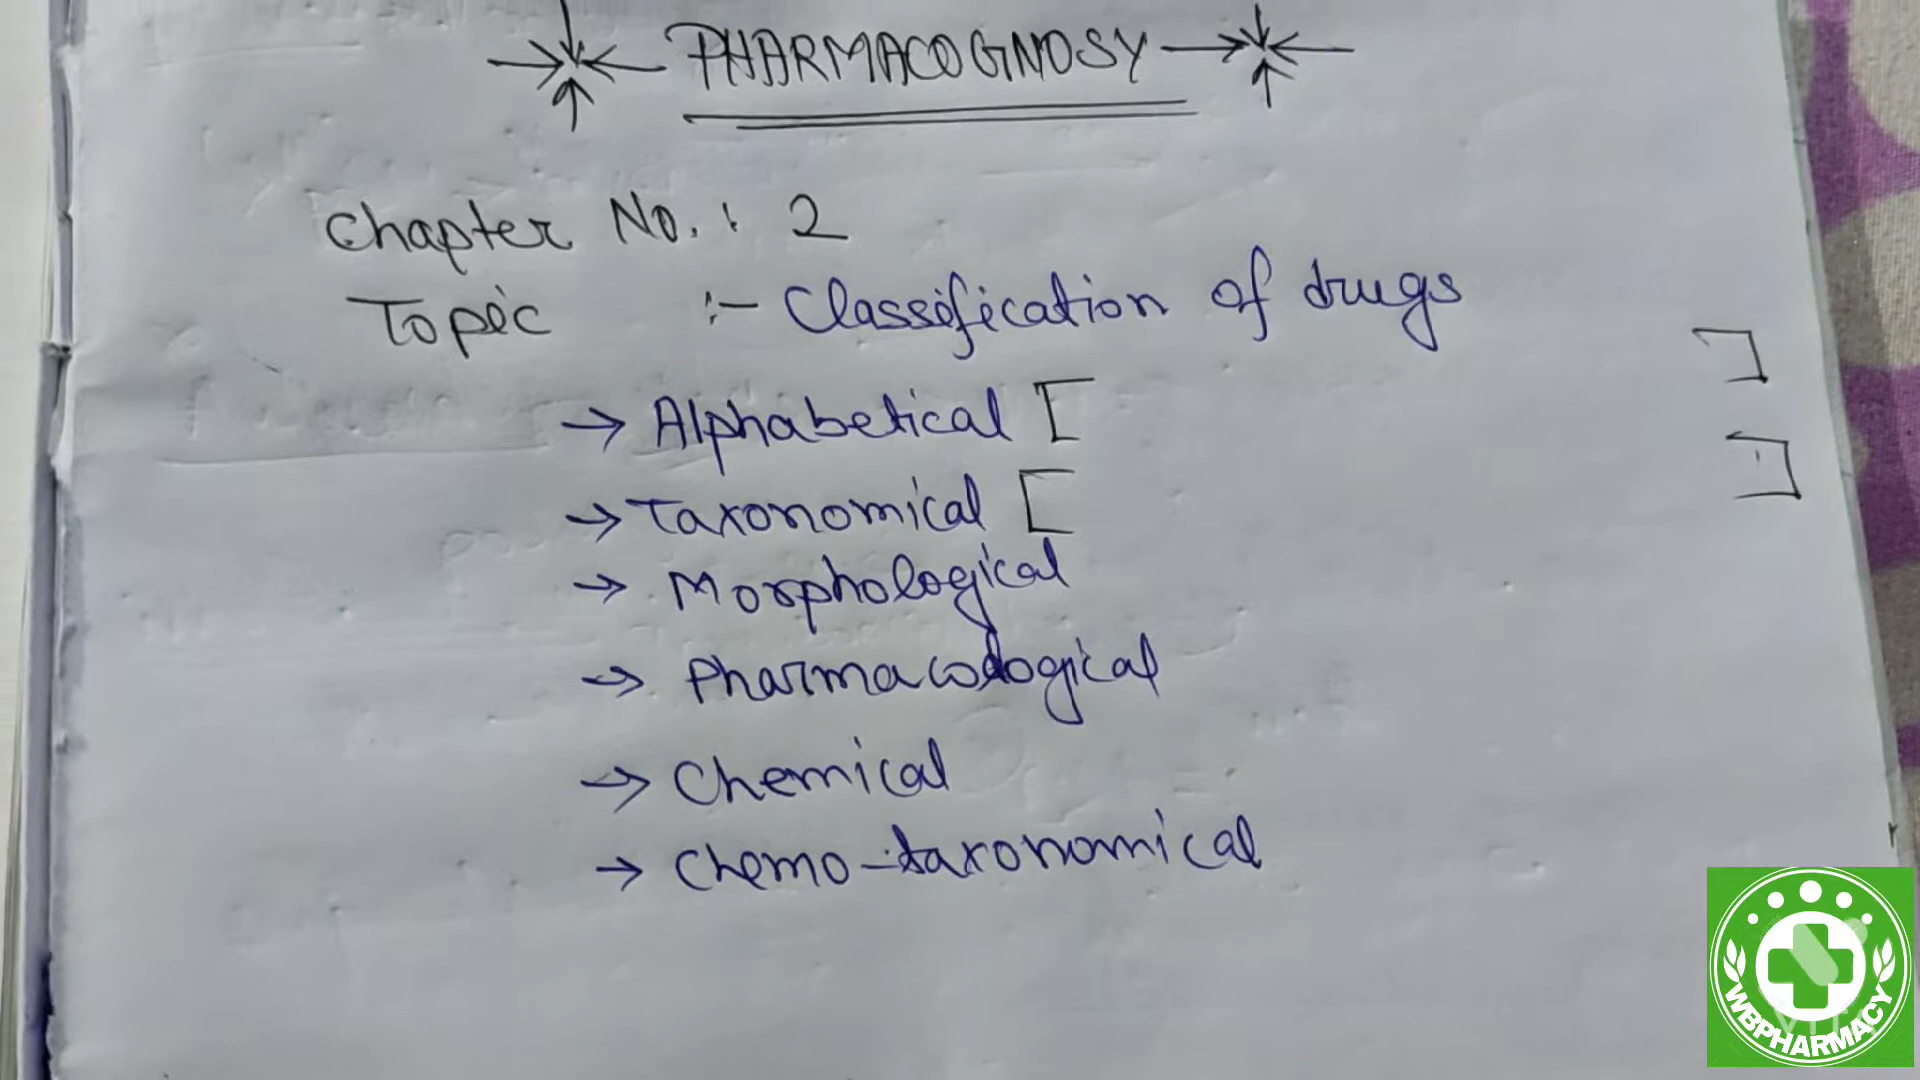 PHARMACOGNOSY
Chapter No. : 2
Topic :- Classification of drugs
→ Alphabetical [ ]
→ Taxonomical [ ]
→ Morphological
→ Pharmacological
→ Chemical
→ Chemo-taxonomical
WBPHARMACY